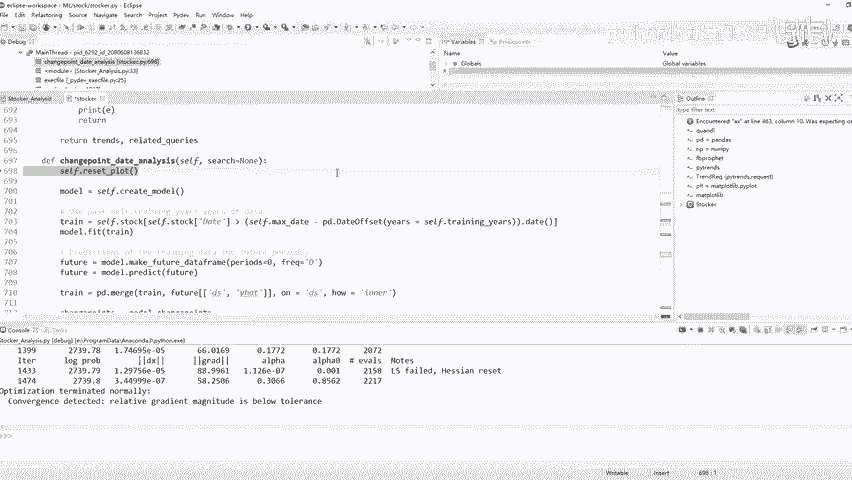 eclipse-workspace - ML/stock/stocker.py - Eclipse
File Edit Source Refactoring Navigate Search Project Pydev Run Window Help
Debug
MainThread - pid_6292_id_2080608136832
changepoint_date_analysis [stocker.py:698]
<module> [Stocker_Analysis.py:33]
execfile [_pydev_execfile.py:25]
Variables Breakpoints
Name Value
Globals Global variables
Stocker_Analysis *stocker
692 print(e)
693 return
694
695 return trends, related_queries
696
697 def changepoint_date_analysis(self, search=None):
698 self.reset_plot()
699
700 model = self.create_model()
701
702 # Use past self.training_years years of data
703 train = self.stock[self.stock['Date'] > (self.max_date - pd.DateOffset(years = self.training_years)).date()]
704 model.fit(train)
705
706 # Predictions of the training data (no future periods)
707 future = model.make_future_dataframe(periods=0, freq='D')
708 future = model.predict(future)
709
710 train = pd.merge(train, future[['ds', 'yhat']], on = 'ds', how = 'inner')
711
Outline
type filter text
Encountered "ax" at line 463, column 10. Was expecting
quandl
pd = pandas
np = numpy
fbprophet
pytrends
TrendReq (pytrends.request)
plt = matplotlib.pyplot
matplotlib
Stocker
Console
Stocker_Analysis.py [debug] [e:\ProgramData\Anaconda3\python.exe]
1399 2739.78 1.74695e-05 66.0169 0.1772 0.1772 2072
Iter log prob ||dx|| ||grad|| alpha alpha0 # evals Notes
1433 2739.79 1.29756e-05 88.9961 1.126e-07 0.001 2158 LS failed, Hessian reset
1474 2739.8 3.44999e-07 58.2506 0.3066 0.8562 2217
Optimization terminated normally:
Convergence detected: relative gradient magnitude is below tolerance
>>>
Writable Insert 698 : 1